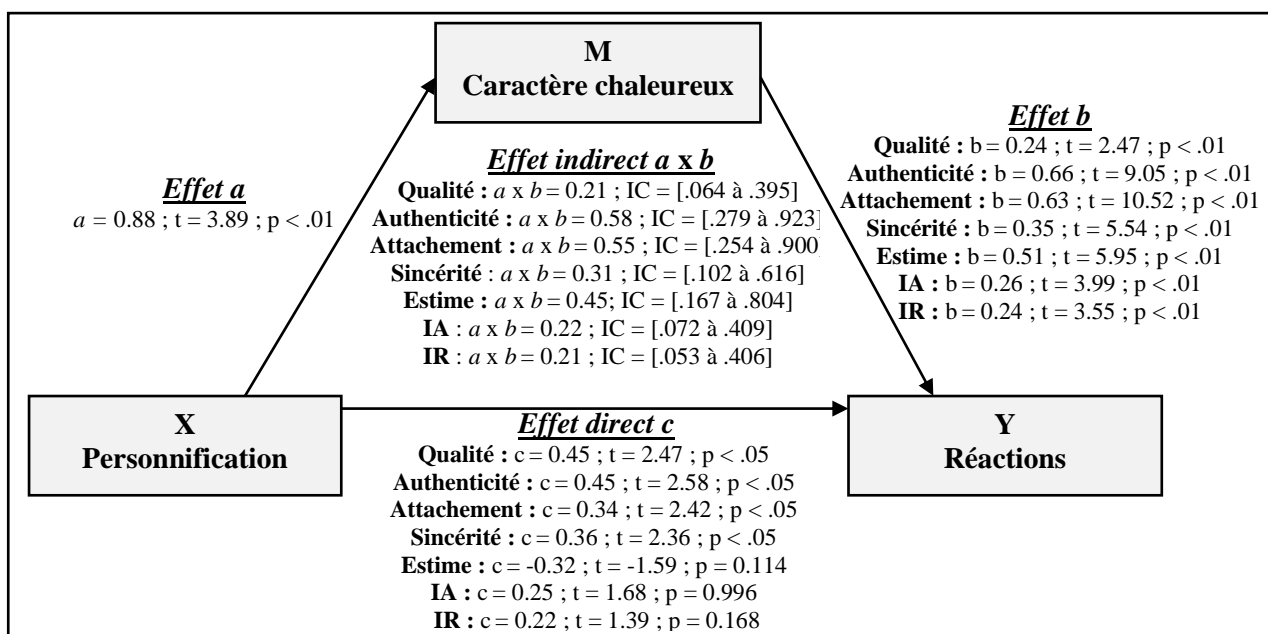 M
Caractère chaleureux
Effet a
a = 0.88 ; t = 3.89 ; p < .01
Effet indirect a x b
Qualité : a x b = 0.21 ; IC = [.064 à .395]
Authenticité : a x b = 0.58 ; IC = [.279 à .923]
Attachement : a x b = 0.55 ; IC = [.254 à .900]
Sincérité : a x b = 0.31 ; IC = [.102 à .616]
Estime : a x b = 0.45; IC = [.167 à .804]
IA : a x b = 0.22 ; IC = [.072 à .409]
IR : a x b = 0.21 ; IC = [.053 à .406]
Effet b
Qualité : b = 0.24 ; t = 2.47 ; p < .01
Authenticité : b = 0.66 ; t = 9.05 ; p < .01
Attachement : b = 0.63 ; t = 10.52 ; p < .01
Sincérité : b = 0.35 ; t = 5.54 ; p < .01
Estime : b = 0.51 ; t = 5.95 ; p < .01
IA : b = 0.26 ; t = 3.99 ; p < .01
IR : b = 0.24 ; t = 3.55 ; p < .01
X
Personnification
Effet direct c
Qualité : c = 0.45 ; t = 2.47 ; p < .05
Authenticité : c = 0.45 ; t = 2.58 ; p < .05
Attachement : c = 0.34 ; t = 2.42 ; p < .05
Sincérité : c = 0.36 ; t = 2.36 ; p < .05
Estime : c = -0.32 ; t = -1.59 ; p = 0.114
IA : c = 0.25 ; t = 1.68 ; p = 0.996
IR : c = 0.22 ; t = 1.39 ; p = 0.168
Y
Réactions